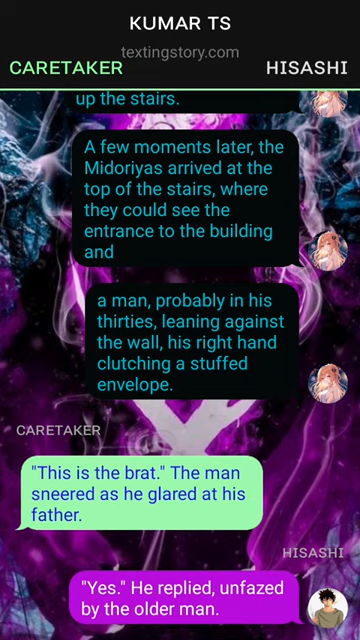 KUMAR TS
textingstory.com
CARETAKER HISASHI
up the stairs.
A few moments later, the
Midoriyas arrived at the
top of the stairs, where
they could see the
entrance to the building
and
a man, probably in his
thirties, leaning against
the wall, his right hand
clutching a stuffed
envelope.
CARETAKER
"This is the brat." The man
sneered as he glared at his
father.
HISASHI
"Yes." He replied, unfazed
by the older man.